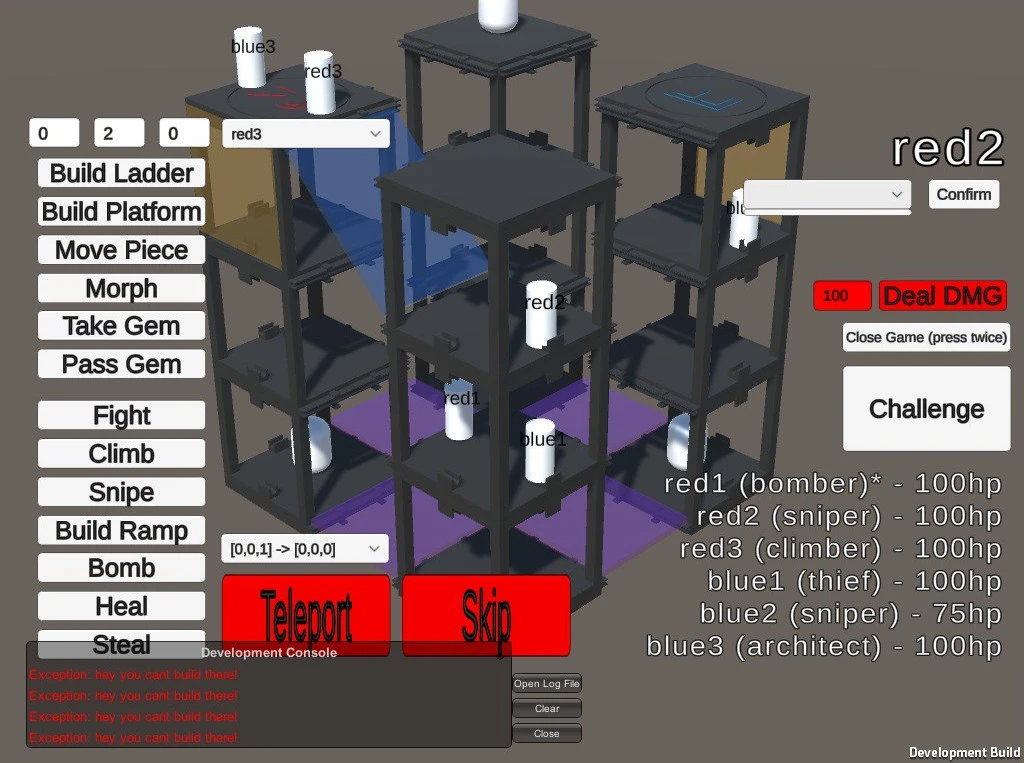 blue3
red3
0
2
0
red3
red2
Build Ladder
Build Platform
Confirm
blu
Move Piece
Morph
100
Deal DMG
red2
Take Gem
Close Game (press twice)
Pass Gem
red1
Challenge
Fight
blue1
Climb
red1 (bomber)* - 100hp
Snipe
red2 (sniper) - 100hp
Build Ramp
[0,0,1] -> [0,0,0]
red3 (climber) - 100hp
Bomb
blue1 (thief) - 100hp
Heal
Teleport
Skip
blue2 (sniper) - 75hp
Steal
blue3 (architect) - 100hp
Development Console
Exception: hey you cant build there!
Exception: hey you cant build there!
Exception: hey you cant build there!
Exception: hey you cant build there!
Open Log File
Clear
Close
Development Build